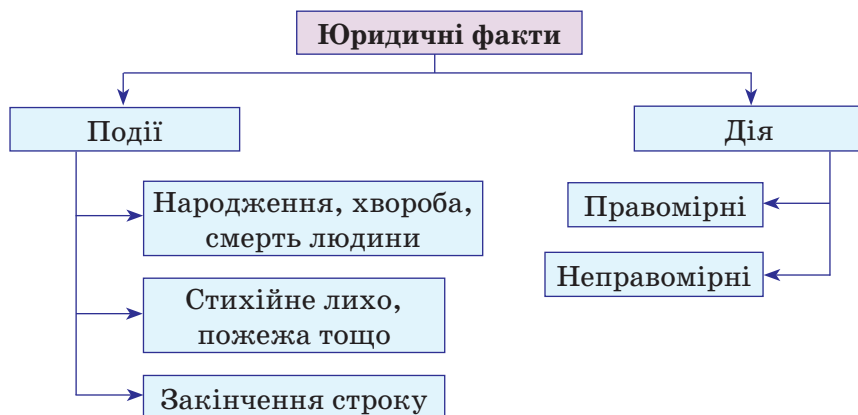 Юридичні факти
Події
Дія
Народження, хвороба,
смерть людини
Стихійне лихо,
пожежа тощо
Закінчення строку
Правомірні
Неправомірні